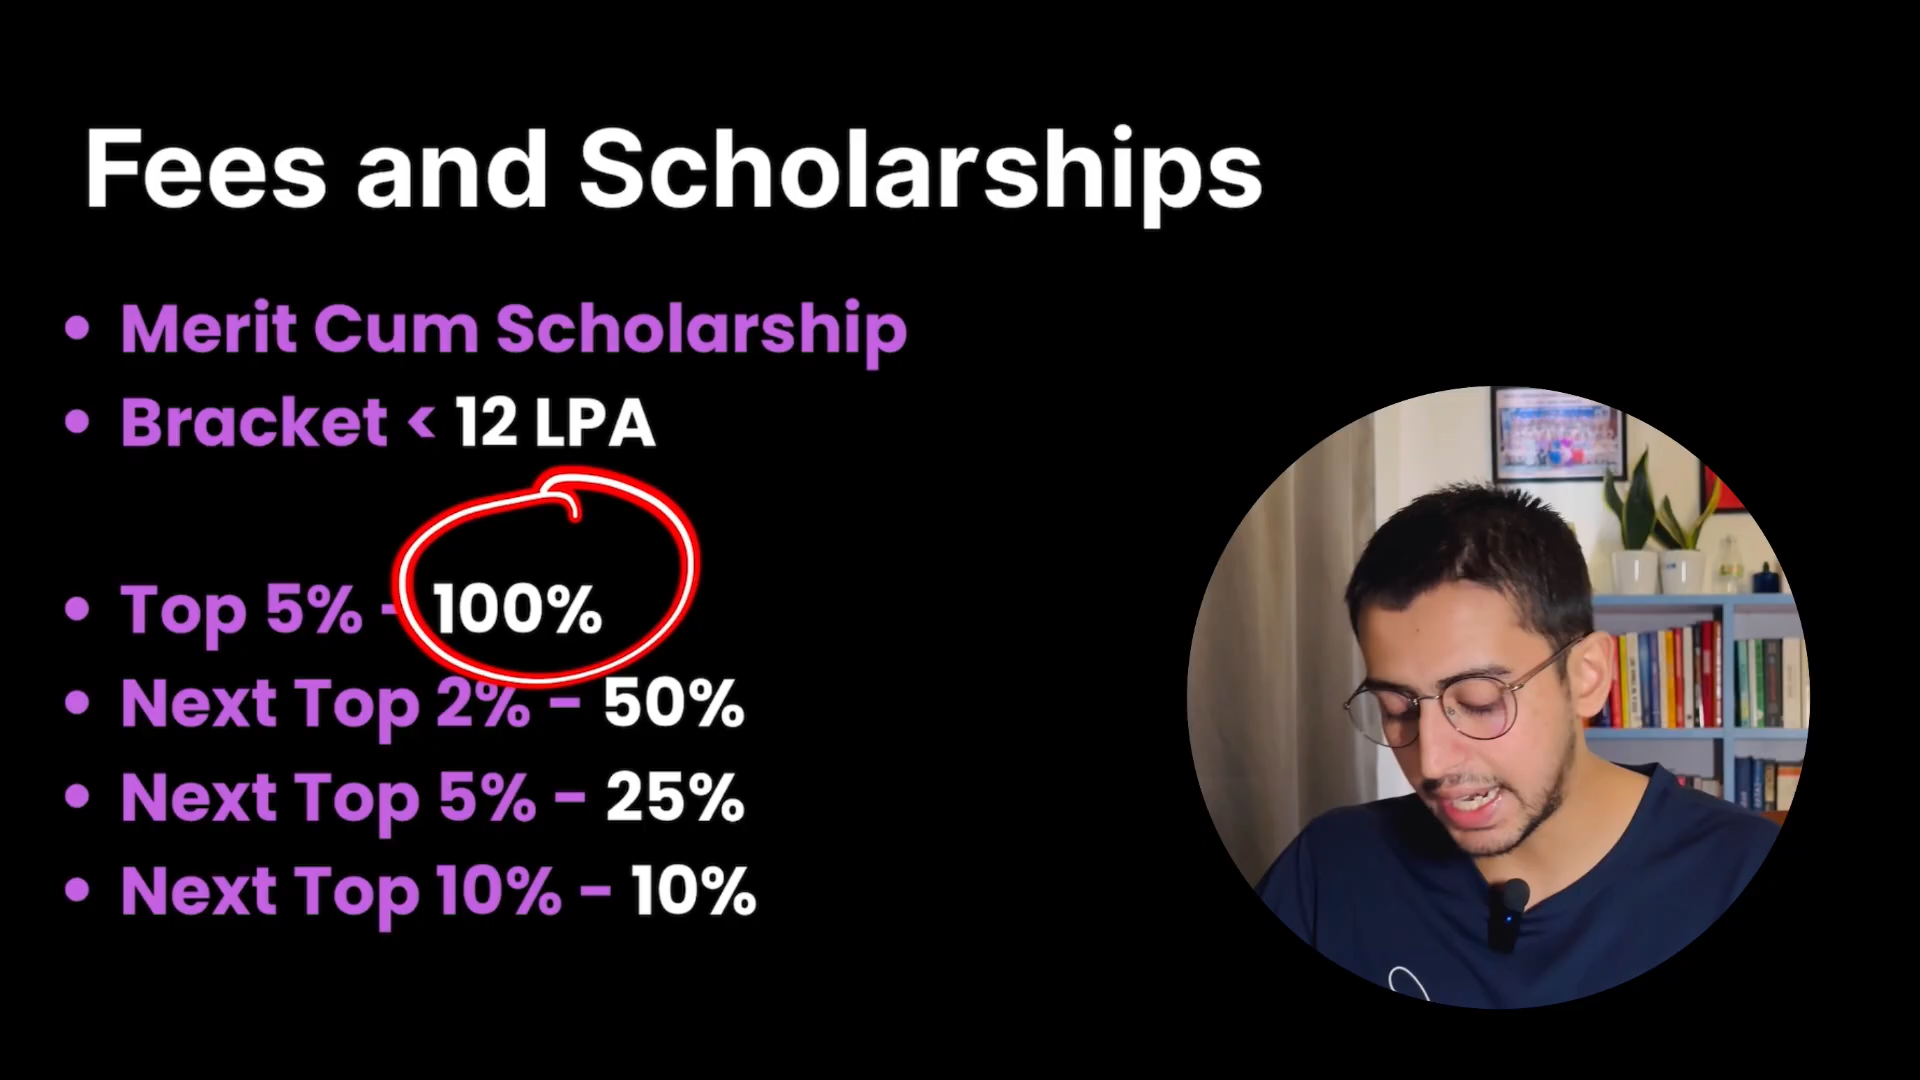 Fees and Scholarships
• Merit Cum Scholarship
• Bracket < 12 LPA
• Top 5% - 100%
• Next Top 2% - 50%
• Next Top 5% - 25%
• Next Top 10% - 10%